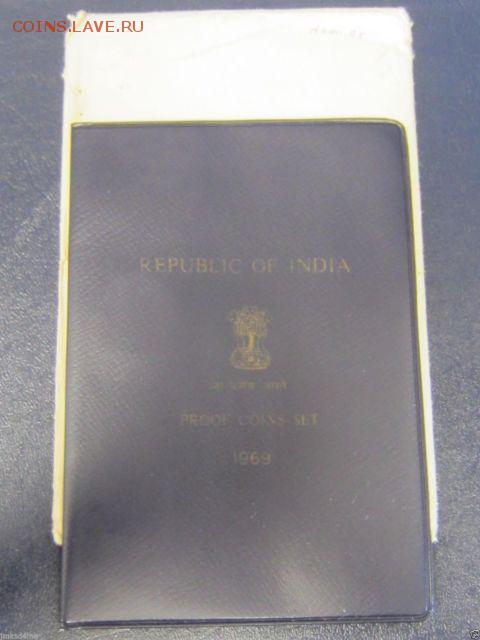 COINS.LAVE.RU
REPUBLIC OF INDIA
सत्यमेव जयते
PROOF COINS SET
1969